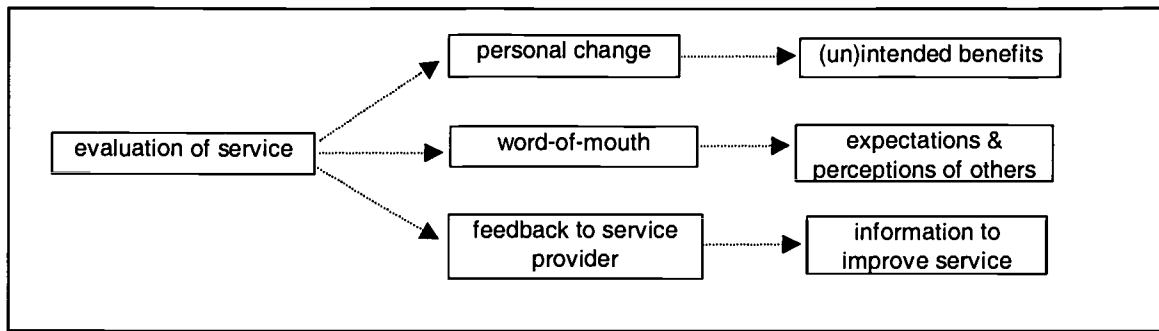 personal change
(un)intended benefits
evaluation of service
word-of-mouth
expectations &
perceptions of others
feedback to service
provider
information to
improve service